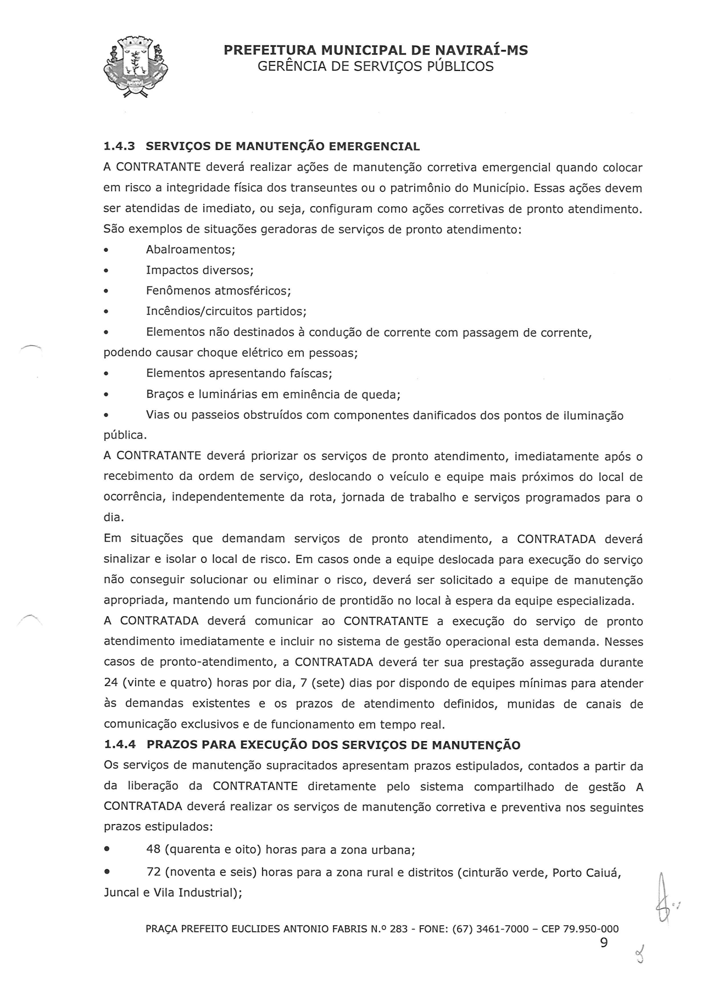 PREFEITURA MUNICIPAL DE NAVIRAÍ-MS
GERÊNCIA DE SERVIÇOS PÚBLICOS
1.4.3 SERVIÇOS DE MANUTENÇÃO EMERGENCIAL
A CONTRATANTE deverá realizar ações de manutenção corretiva emergencial quando colocar
em risco a integridade física dos transeuntes ou o patrimônio do Município. Essas ações devem
ser atendidas de imediato, ou seja, configuram como ações corretivas de pronto atendimento.
São exemplos de situações geradoras de serviços de pronto atendimento:
• Abalroamentos;
• Impactos diversos;
• Fenômenos atmosféricos;
• Incêndios/circuitos partidos;
• Elementos não destinados à condução de corrente com passagem de corrente,
podendo causar choque elétrico em pessoas;
• Elementos apresentando faíscas;
• Braços e luminárias em eminência de queda;
• Vias ou passeios obstruídos com componentes danificados dos pontos de iluminação
pública.
A CONTRATANTE deverá priorizar os serviços de pronto atendimento, imediatamente após o
recebimento da ordem de serviço, deslocando o veículo e equipe mais próximos do local de
ocorrência, independentemente da rota, jornada de trabalho e serviços programados para o
dia.
Em situações que demandam serviços de pronto atendimento, a CONTRATADA deverá
sinalizar e isolar o local de risco. Em casos onde a equipe deslocada para execução do serviço
não conseguir solucionar ou eliminar o risco, deverá ser solicitado a equipe de manutenção
apropriada, mantendo um funcionário de prontidão no local à espera da equipe especializada.
A CONTRATADA deverá comunicar ao CONTRATANTE a execução do serviço de pronto
atendimento imediatamente e incluir no sistema de gestão operacional esta demanda. Nesses
casos de pronto-atendimento, a CONTRATADA deverá ter sua prestação assegurada durante
24 (vinte e quatro) horas por dia, 7 (sete) dias por dispondo de equipes mínimas para atender
às demandas existentes e os prazos de atendimento definidos, munidas de canais de
comunicação exclusivos e de funcionamento em tempo real.
1.4.4 PRAZOS PARA EXECUÇÃO DOS SERVIÇOS DE MANUTENÇÃO
Os serviços de manutenção supracitados apresentam prazos estipulados, contados a partir da
da liberação da CONTRATANTE diretamente pelo sistema compartilhado de gestão A
CONTRATADA deverá realizar os serviços de manutenção corretiva e preventiva nos seguintes
prazos estipulados:
• 48 (quarenta e oito) horas para a zona urbana;
• 72 (noventa e seis) horas para a zona rural e distritos (cinturão verde, Porto Caiuá,
Juncal e Vila Industrial);
PRAÇA PREFEITO EUCLIDES ANTONIO FABRIS N.º 283 - FONE: (67) 3461-7000 – CEP 79.950-000
9